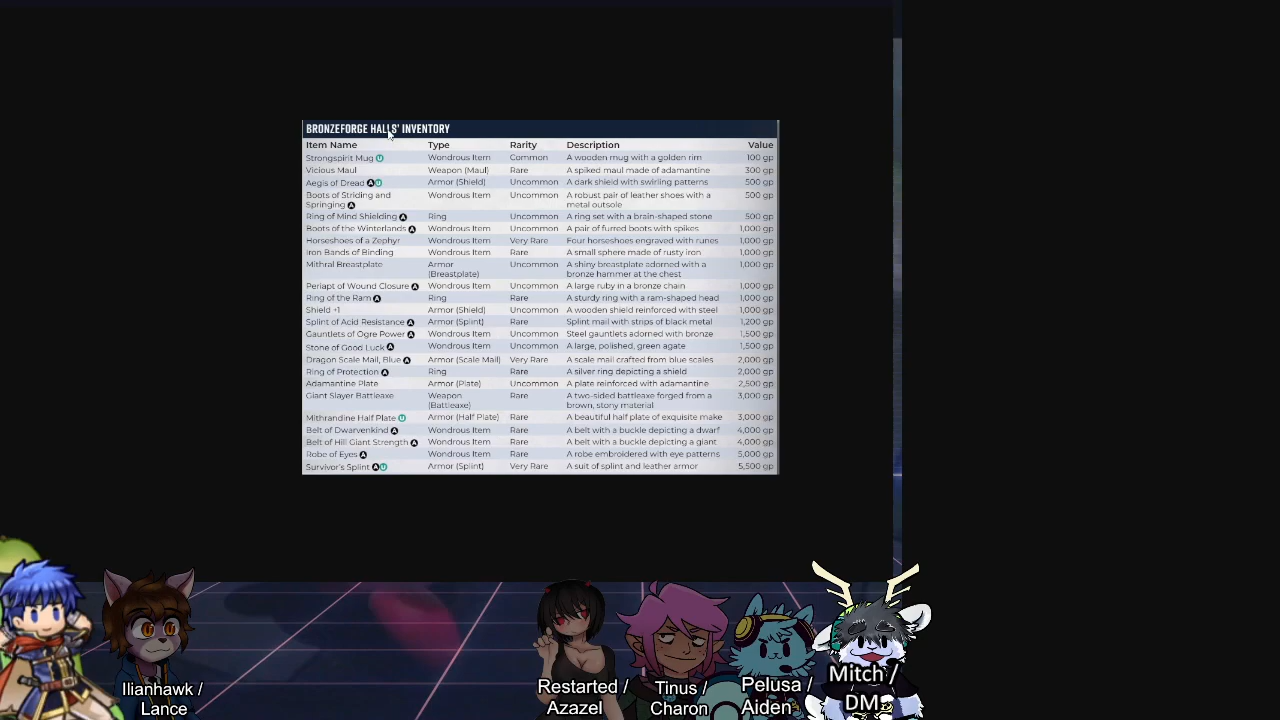 BRONZEFORGE HALLS' INVENTORY
Item Name Type Rarity Description Value
Strongspirit Mug U Wondrous Item Common A wooden mug with a golden rim 100 gp
Vicious Maul Weapon (Maul) Rare A spiked maul made of adamantine 300 gp
Aegis of Dread A U Armor (Shield) Uncommon A dark shield with swirling patterns 500 gp
Boots of Striding and Wondrous Item Uncommon A robust pair of leather shoes with a 500 gp
Springing A metal outsole
Ring of Mind Shielding A Ring Uncommon A ring set with a brain-shaped stone 500 gp
Boots of the Winterlands A Wondrous Item Uncommon A pair of furred boots with spikes 1,000 gp
Horseshoes of a Zephyr Wondrous Item Very Rare Four horseshoes engraved with runes 1,000 gp
Iron Bands of Binding Wondrous Item Rare A small sphere made of rusty iron 1,000 gp
Mithral Breastplate Armor Uncommon A shiny breastplate adorned with a 1,000 gp
(Breastplate) bronze hammer at the chest
Periapt of Wound Closure A Wondrous Item Uncommon A large ruby in a bronze chain 1,000 gp
Ring of the Ram A Ring Rare A sturdy ring with a ram-shaped head 1,000 gp
Shield +1 Armor (Shield) Uncommon A wooden shield reinforced with steel 1,000 gp
Splint of Acid Resistance A Armor (Splint) Rare Splint mail with strips of black metal 1,200 gp
Gauntlets of Ogre Power A Wondrous Item Uncommon Steel gauntlets adorned with bronze 1,500 gp
Stone of Good Luck A Wondrous Item Uncommon A large, polished, green agate 1,500 gp
Dragon Scale Mail, Blue A Armor (Scale Mail) Very Rare A scale mail crafted from blue scales 2,000 gp
Ring of Protection A Ring Rare A silver ring depicting a shield 2,000 gp
Adamantine Plate Armor (Plate) Uncommon A plate reinforced with adamantine 2,500 gp
Giant Slayer Battleaxe Weapon Rare A two-sided battleaxe forged from a 3,000 gp
(Battleaxe) brown, stony material
Mithrandine Half Plate U Armor (Half Plate) Rare A beautiful half plate of exquisite make 3,000 gp
Belt of Dwarvenkind A Wondrous Item Rare A belt with a buckle depicting a dwarf 4,000 gp
Belt of Hill Giant Strength A Wondrous Item Rare A belt with a buckle depicting a giant 4,000 gp
Robe of Eyes A Wondrous Item Rare A robe embroidered with eye patterns 5,000 gp
Survivor's Splint A U Armor (Splint) Very Rare A suit of splint and leather armor 5,500 gp
Ilianhawk /
Lance
Restarted /
Azazel
Tinus /
Charon
Pelusa /
Aiden
Mitch /
DM